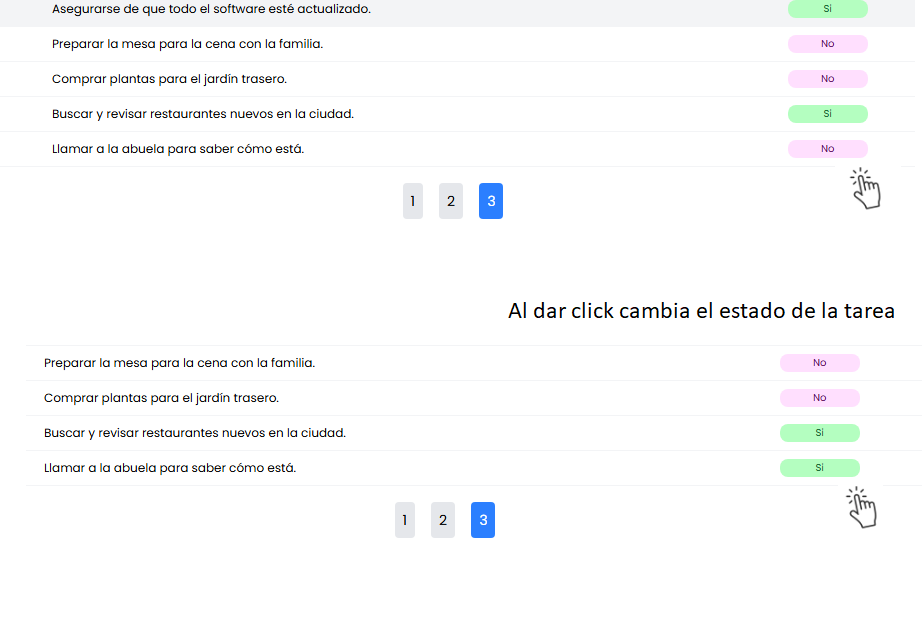 Asegurarse de que todo el software esté actualizado. Si
Preparar la mesa para la cena con la familia. No
Comprar plantas para el jardín trasero. No
Buscar y revisar restaurantes nuevos en la ciudad. Si
Llamar a la abuela para saber cómo está. No
1 2 3
Al dar click cambia el estado de la tarea
Preparar la mesa para la cena con la familia. No
Comprar plantas para el jardín trasero. No
Buscar y revisar restaurantes nuevos en la ciudad. Si
Llamar a la abuela para saber cómo está. Si
1 2 3